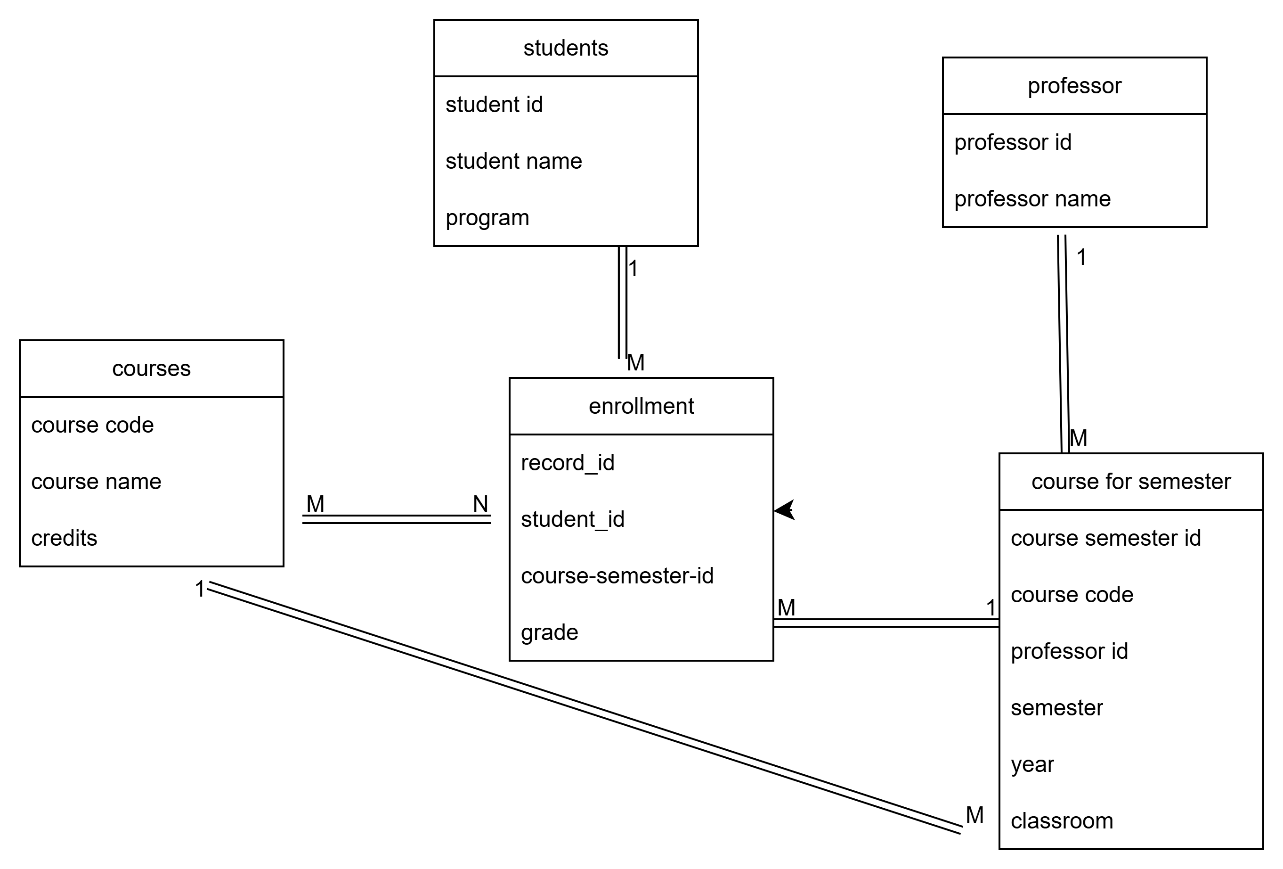 students
student id
student name
program
professor
professor id
professor name
1
M
1
M
courses
course code
course name
credits
M
N
enrollment
record_id
student_id
course-semester-id
grade
M
1
course for semester
course semester id
course code
professor id
semester
year
classroom
1
M